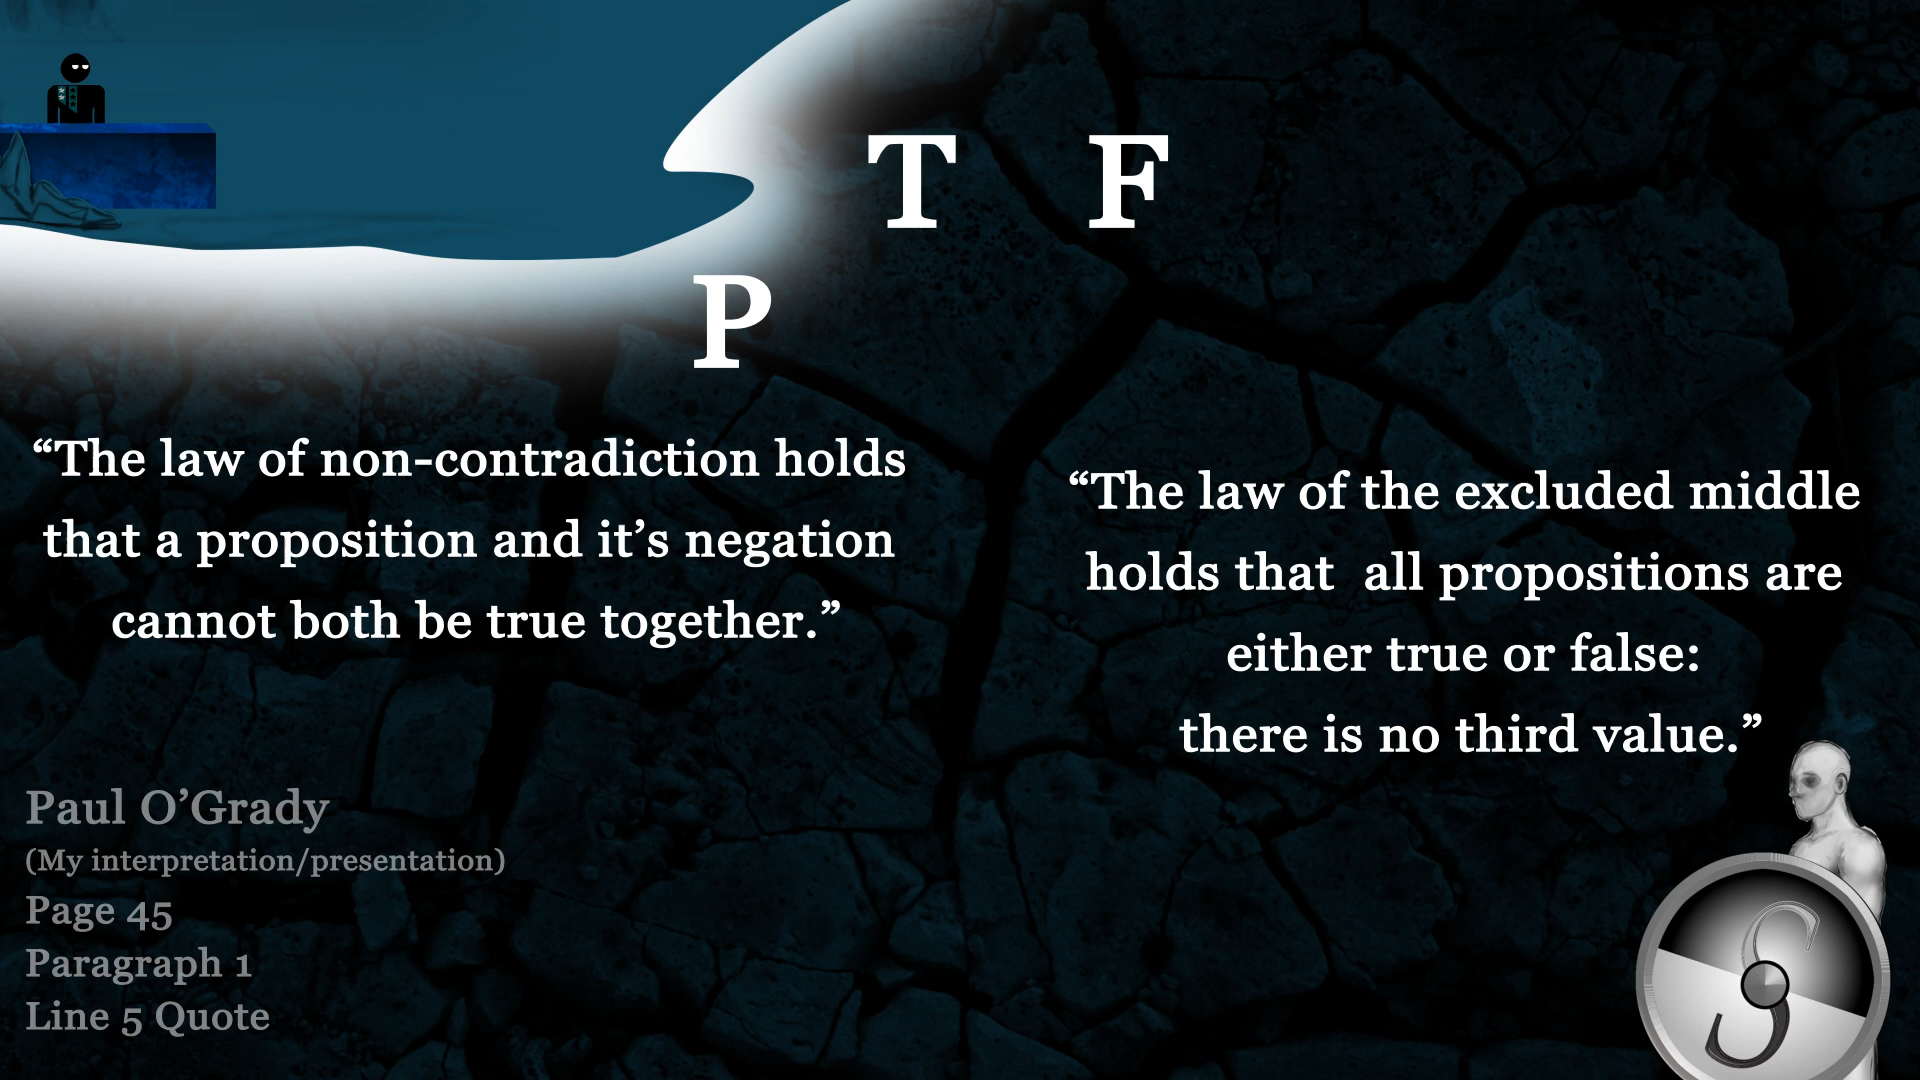 T F
P
“The law of non-contradiction holds
that a proposition and it’s negation
cannot both be true together.”
“The law of the excluded middle
holds that  all propositions are
either true or false:
there is no third value.”
Paul O’Grady
(My interpretation/presentation)
Page 45
Paragraph 1
Line 5 Quote
S